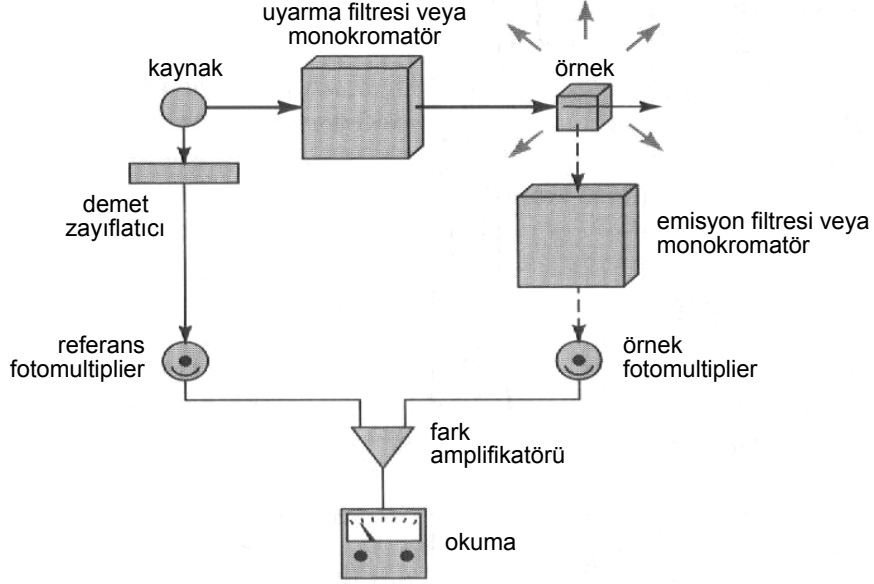 uyarma filtresi veya
monokromatör
kaynak
örnek
demet
zayıflatıcı
emisyon filtresi veya
monokromatör
referans
fotomultiplier
örnek
fotomultiplier
fark
amplifikatörü
okuma